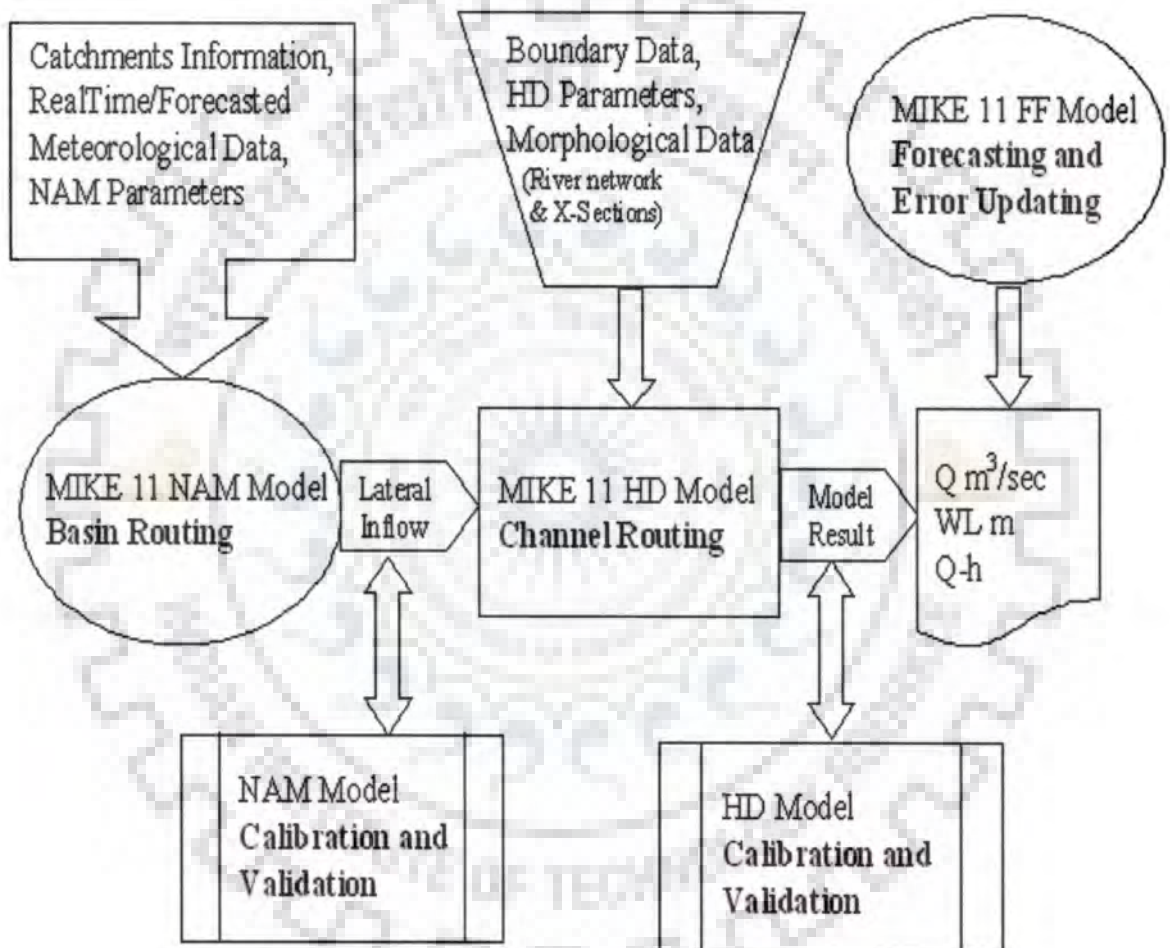 Catchments Information,
RealTime/Forecasted
Meteorological Data,
NAM Parameters
Boundary Data,
HD Parameters,
Morphological Data
(River network
& X-Sections)
MIKE 11 FF Model
Forecasting and
Error Updating
MIKE 11 NAM Model
Basin Routing
Lateral
Inflow
MIKE 11 HD Model
Channel Routing
Model
Result
Q m³/sec
WL m
Q-h
NAM Model
Calibration and
Validation
HD Model
Calibration and
Validation
OF TECH